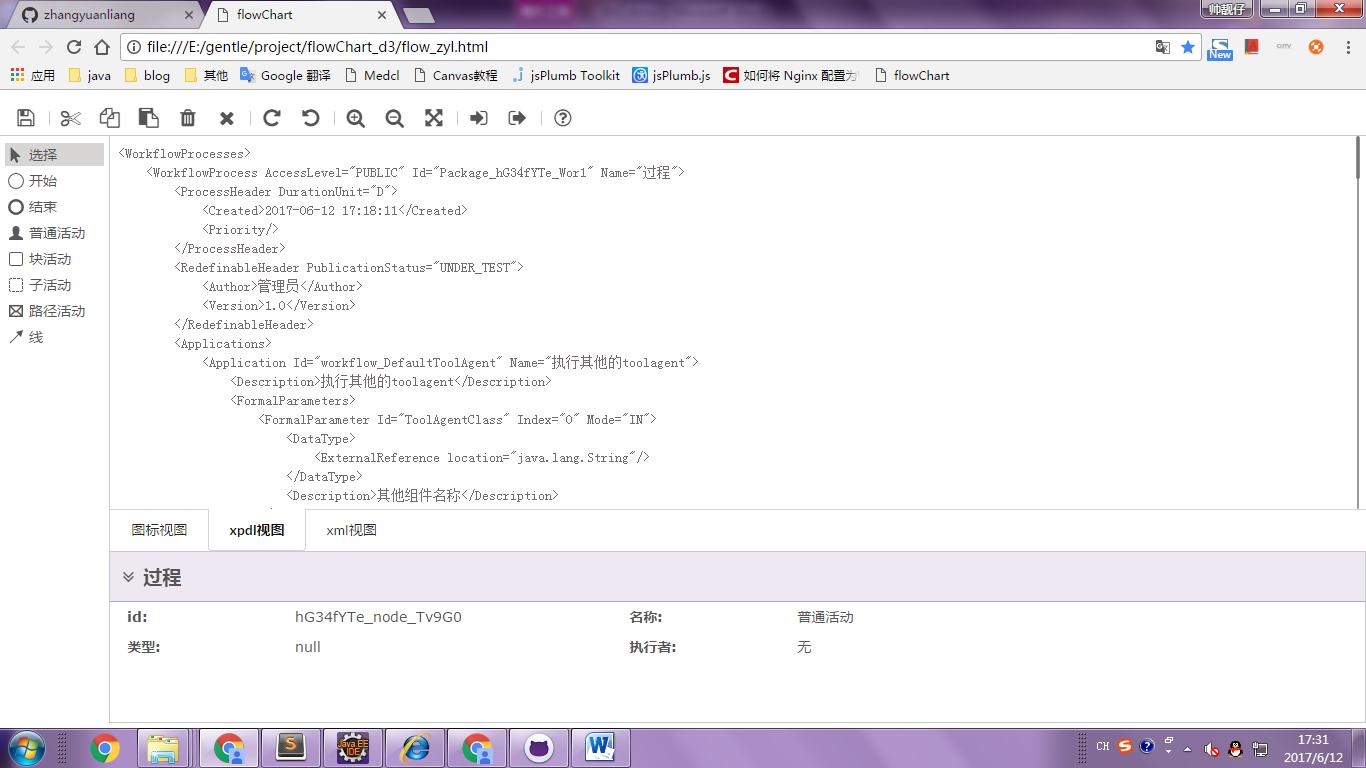 zhangyuanliang
flowChart
帅靓仔
file:///E:/gentle/project/flowChart_d3/flow_zyl.html
New
应用 java blog 其他 Google 翻译 Medcl Canvas教程 jsPlumb Toolkit jsPlumb.js 如何将 Nginx 配置为 flowChart
选择
开始
结束
普通活动
块活动
子活动
路径活动
线
<WorkflowProcesses>
<WorkflowProcess AccessLevel="PUBLIC" Id="Package_hG34fYTe_Wor1" Name="过程">
<ProcessHeader DurationUnit="D">
<Created>2017-06-12 17:18:11</Created>
<Priority/>
</ProcessHeader>
<RedefinableHeader PublicationStatus="UNDER_TEST">
<Author>管理员</Author>
<Version>1.0</Version>
</RedefinableHeader>
<Applications>
<Application Id="workflow_DefaultToolAgent" Name="执行其他的toolagent">
<Description>执行其他的toolagent</Description>
<FormalParameters>
<FormalParameter Id="ToolAgentClass" Index="0" Mode="IN">
<DataType>
<ExternalReference location="java.lang.String"/>
</DataType>
<Description>其他组件名称</Description>
图标视图 xpdl视图 xml视图
过程
id: hG34fYTe_node_Tv9G0 名称: 普通活动
类型: null 执行者: 无
Java EE
IDE
CH
17:31
2017/6/12